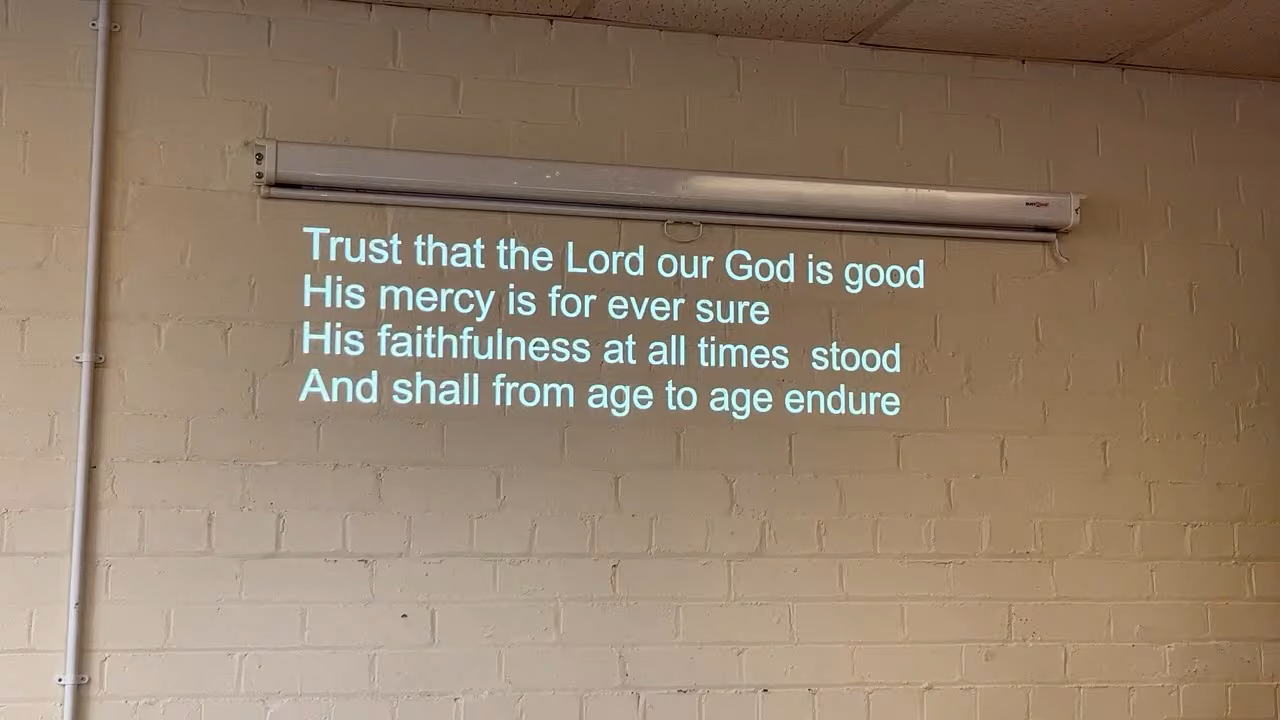 Trust that the Lord our God is good
His mercy is for ever sure
His faithfulness at all times  stood
And shall from age to age endure